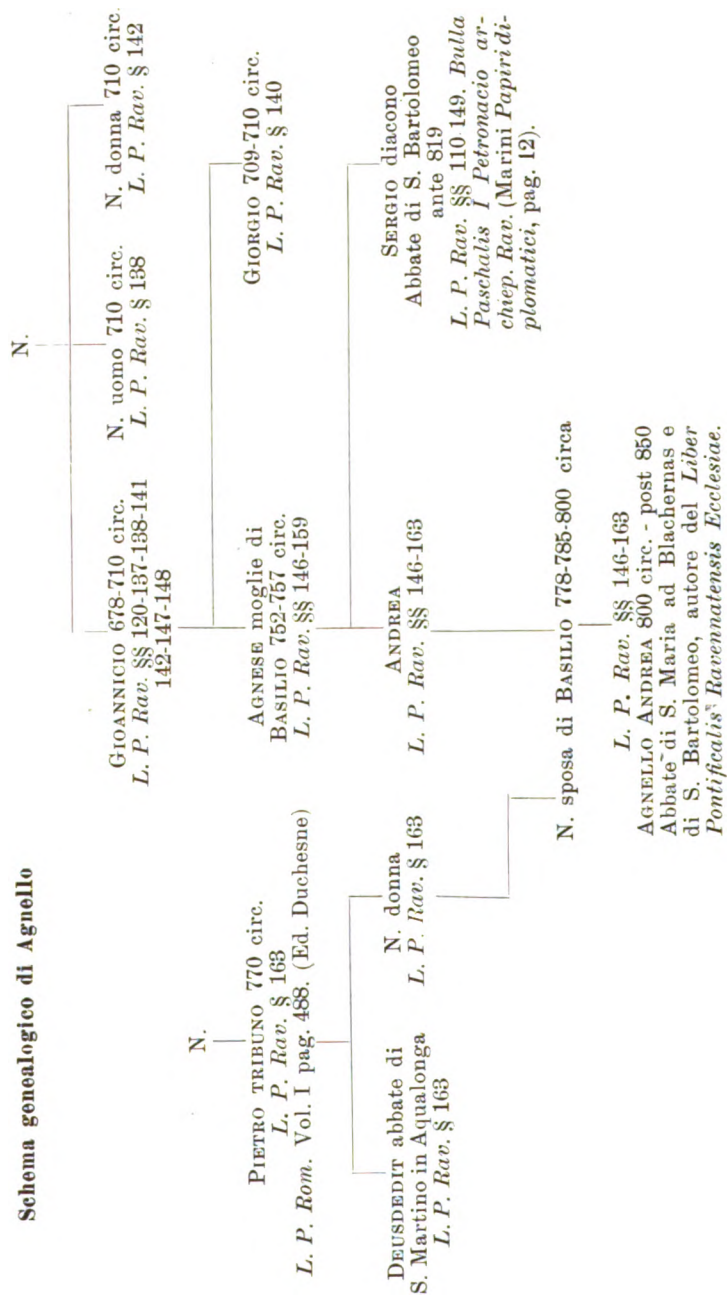 Schema genealogico di Agnello
N.
GIOANNICIO 678-710 circ.
L. P. Rav. §§ 120-137-138-141
142-147-148
N. uomo 710 circ.
L. P. Rav. § 138
N. donna 710 circ.
L. P. Rav. § 142
N.
PIETRO TRIBUNO 770 circ.
L. P. Rav. § 163
L. P. Rom. Vol. I pag. 488. (Ed. Duchesne)
AGNESE moglie di
BASILIO 752-757 circ.
L. P. Rav. §§ 146-159
GIORGIO 709-710 circ.
L. P. Rav. § 140
DEUSDEDIT abbate di
S. Martino in Aqualonga
L. P. Rav. § 163
N. donna
L. P. Rav. § 163
ANDREA
L. P. Rav. §§ 146-163
SERGIO diacono
Abbate di S. Bartolomeo
ante 819
L. P. Rav. §§ 110-149. Bulla
Paschalis I Petronacio ar-
chiep. Rav. (Marini Papiri di-
plomatici, pag. 12).
N. sposa di BASILIO 778-785-800 circa
L. P. Rav. §§ 146-163
AGNELLO ANDREA 800 circ. - post 850
Abbate di S. Maria ad Blachernas e
di S. Bartolomeo, autore del Liber
Pontificalis Ravennatensis Ecclesiae.